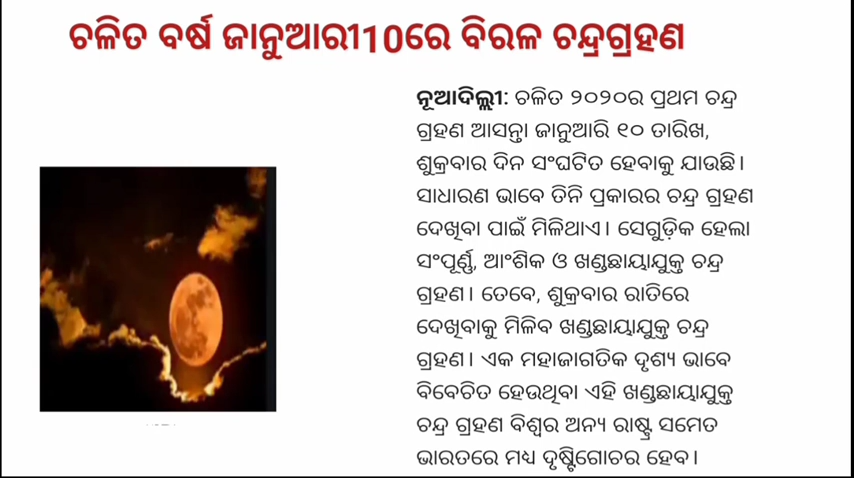 ଚଳିତ ବର୍ଷ ଜାନୁଆରୀ10ରେ ବିରଳ ଚନ୍ଦ୍ରଗ୍ରହଣ
ନୂଆଦିଲ୍ଲୀ: ଚଳିତ ୨୦୨୦ର ପ୍ରଥମ ଚନ୍ଦ୍ର
ଗ୍ରହଣ ଆସନ୍ତା ଜାନୁଆରି ୧୦ ତାରିଖ,
ଶୁକ୍ରବାର ଦିନ ସଂଘଟିତ ହେବାକୁ ଯାଉଛି।
ସାଧାରଣ ଭାବେ ତିନି ପ୍ରକାରର ଚନ୍ଦ୍ର ଗ୍ରହଣ
ଦେଖିବା ପାଇଁ ମିଳିଥାଏ। ସେଗୁଡ଼ିକ ହେଲା
ସଂପୂର୍ଣ୍ଣ, ଆଂଶିକ ଓ ଖଣ୍ଡଛାୟାଯୁକ୍ତ ଚନ୍ଦ୍ର
ଗ୍ରହଣ। ତେବେ, ଶୁକ୍ରବାର ରାତିରେ
ଦେଖିବାକୁ ମିଳିବ ଖଣ୍ଡଛାୟାଯୁକ୍ତ ଚନ୍ଦ୍ର
ଗ୍ରହଣ। ଏକ ମହାଜାଗତିକ ଦୃଶ୍ୟ ଭାବେ
ବିବେଚିତ ହେଉଥିବା ଏହି ଖଣ୍ଡଛାୟାଯୁକ୍ତ
ଚନ୍ଦ୍ର ଗ୍ରହଣ ବିଶ୍ୱର ଅନ୍ୟ ରାଷ୍ଟ୍ର ସମେତ
ଭାରତରେ ମଧ୍ୟ ଦୃଷ୍ଟିଗୋଚର ହେବ।